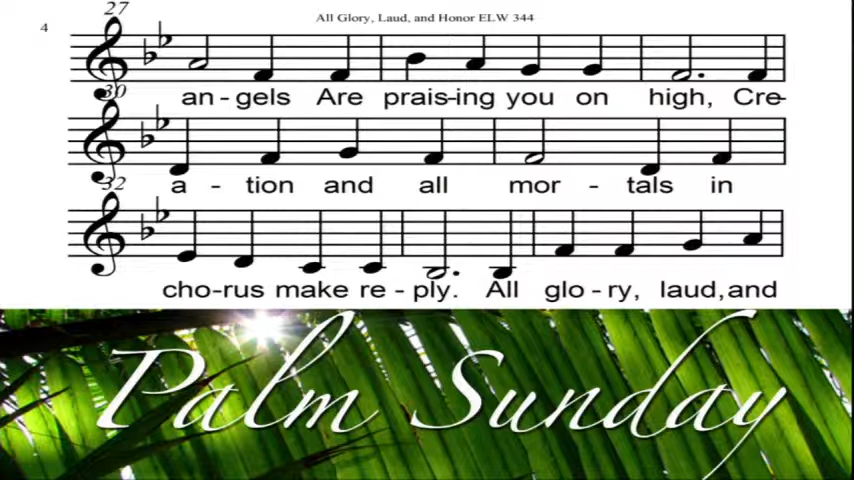 27
All Glory, Laud, and Honor ELW 344
4
an - gels Are prais-ing you on high, Cre-
30
a - tion and all mor - tals in
32
cho-rus make re - ply. All glo - ry, laud, and
Palm Sunday